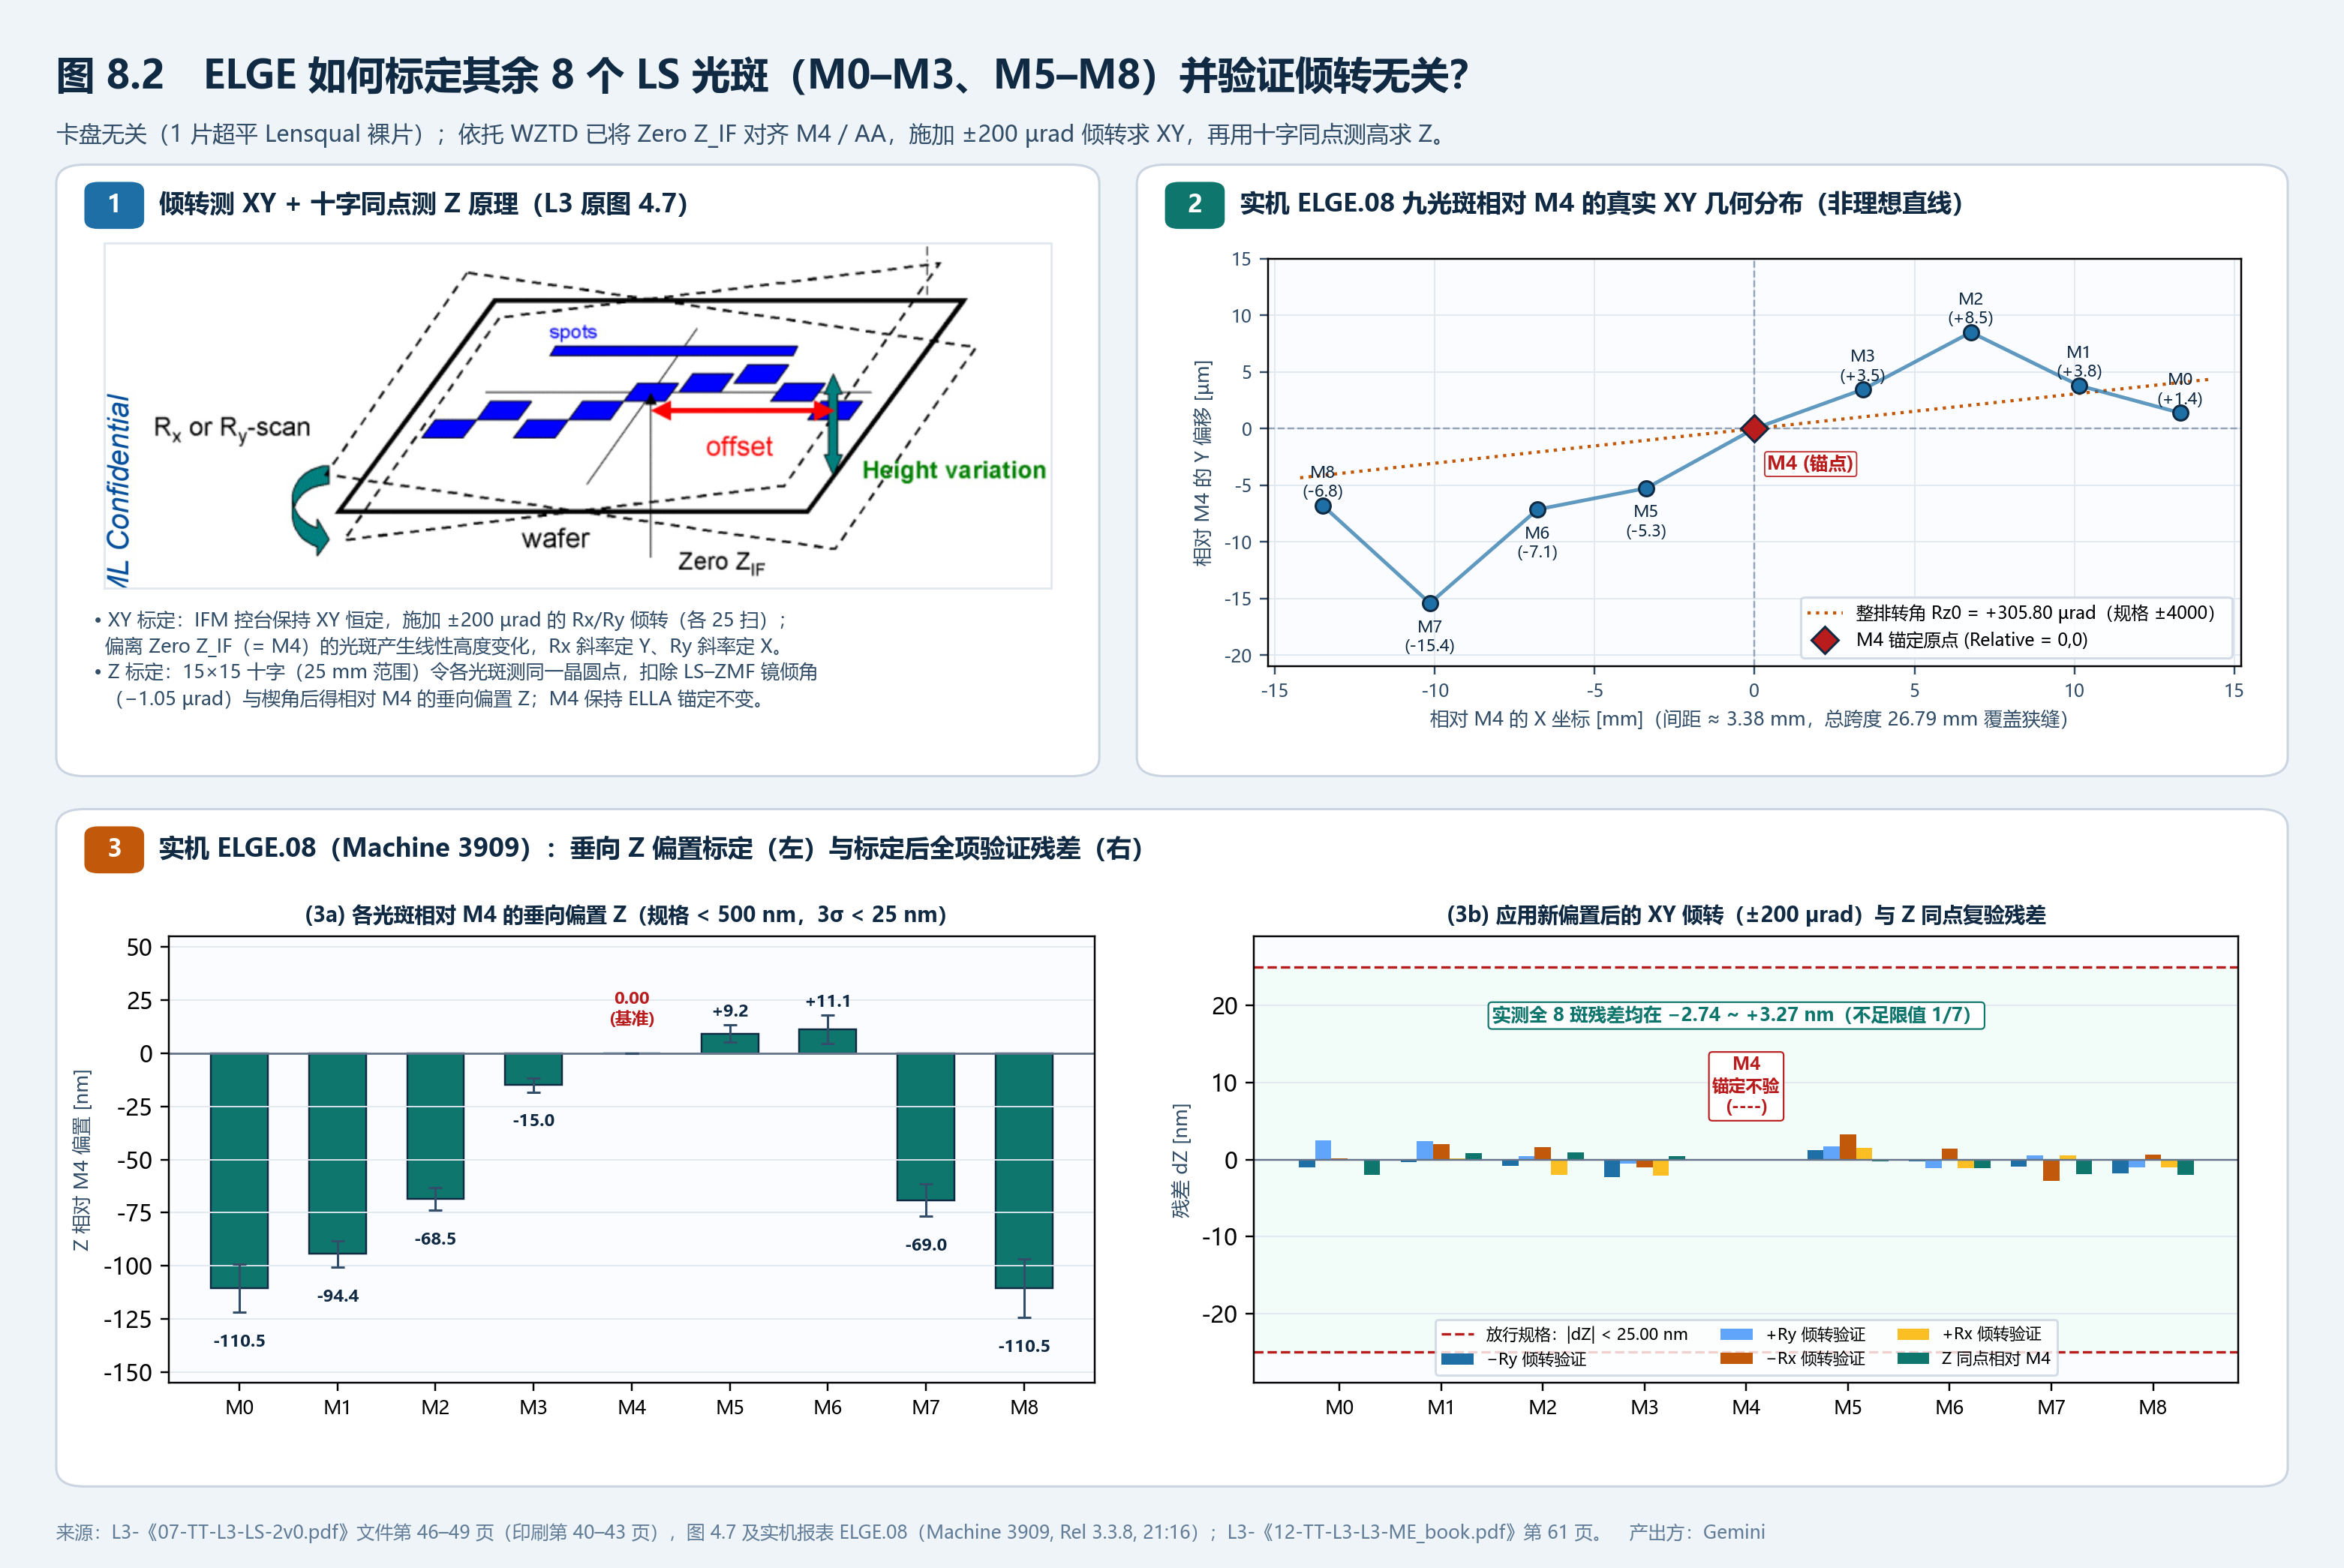 图 8.2 ELGE 如何标定其余 8 个 LS 光斑（M0–M3、M5–M8）并验证倾转无关？
卡盘无关（1 片超平 Lensqual 裸片）；依托 WZTD 已将 Zero Z_IF 对齐 M4 / AA，施加 ±200 µrad 倾转求 XY，再用十字同点测高求 Z。
1 倾转测 XY + 十字同点测 Z 原理（L3 原图 4.7）
spots
Rx or Ry-scan
offset
Height variation
wafer
Zero ZIF
ML Confidential
• XY 标定：IFM 控台保持 XY 恒定，施加 ±200 µrad 的 Rx/Ry 倾转（各 25 扫）；
偏离 Zero Z_IF（= M4）的光斑产生线性高度变化，Rx 斜率定 Y、Ry 斜率定 X。
• Z 标定：15×15 十字（25 mm 范围）令各光斑测同一晶圆点，扣除 LS–ZMF 镜倾角
（−1.05 µrad）与楔角后得相对 M4 的垂向偏置 Z；M4 保持 ELLA 锚定不变。
2 实机 ELGE.08 九光斑相对 M4 的真实 XY 几何分布（非理想直线）
相对 M4 的 Y 偏移 [µm]
15
10
5
0
-5
-10
-15
-20
M2
(+8.5)
M3
(+3.5)
M1
(+3.8)
M0
(+1.4)
M4 (锚点)
M8
(-6.8)
M5
(-5.3)
M6
(-7.1)
M7
(-15.4)
整排转角 Rz0 = +305.80 µrad（规格 ±4000）
M4 锚定原点 (Relative = 0,0)
-15 -10 -5 0 5 10 15
相对 M4 的 X 坐标 [mm]（间距 ≈ 3.38 mm，总跨度 26.79 mm 覆盖狭缝）
3 实机 ELGE.08（Machine 3909）：垂向 Z 偏置标定（左）与标定后全项验证残差（右）
(3a) 各光斑相对 M4 的垂向偏置 Z（规格 < 500 nm，3σ < 25 nm）
Z 相对 M4 偏置 [nm]
50
25
0
-25
-50
-75
-100
-125
-150
-110.5
-94.4
-68.5
-15.0
0.00
(基准)
+9.2
+11.1
-69.0
-110.5
M0 M1 M2 M3 M4 M5 M6 M7 M8
(3b) 应用新偏置后的 XY 倾转（±200 µrad）与 Z 同点复验残差
残差 dZ [nm]
20
10
0
-10
-20
实测全 8 斑残差均在 −2.74 ~ +3.27 nm（不足限值 1/7）
M4
锚定不验
(----)
放行规格：|dZ| < 25.00 nm
−Ry 倾转验证
+Ry 倾转验证
−Rx 倾转验证
+Rx 倾转验证
Z 同点相对 M4
M0 M1 M2 M3 M4 M5 M6 M7 M8
来源：L3-《07-TT-L3-LS-2v0.pdf》文件第 46–49 页（印刷第 40–43 页），图 4.7 及实机报表 ELGE.08（Machine 3909, Rel 3.3.8, 21:16）；L3-《12-TT-L3-L3-ME_book.pdf》第 61 页。 产出方：Gemini